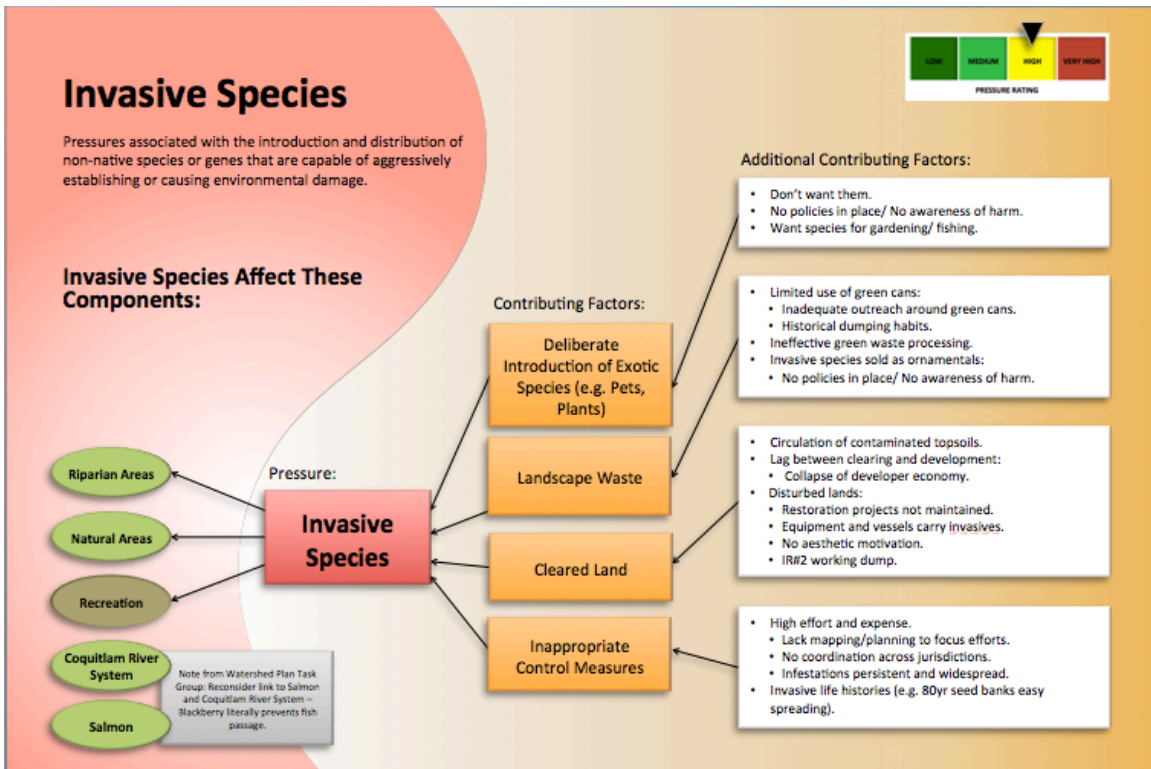 LOW MEDIUM HIGH VERY HIGH
PRESSURE RATING
Invasive Species
Pressures associated with the introduction and distribution of
non-native species or genes that are capable of aggressively
establishing or causing environmental damage.
Invasive Species Affect These
Components:
Riparian Areas
Natural Areas
Recreation
Coquitlam River
System
Salmon
Note from Watershed Plan Task
Group: Reconsider link to Salmon
and Coquitlam River System –
Blackberry literally prevents fish
passage.
Pressure:
Invasive
Species
Contributing Factors:
Deliberate
Introduction of Exotic
Species (e.g. Pets,
Plants)
Landscape Waste
Cleared Land
Inappropriate
Control Measures
Additional Contributing Factors:
• Don't want them.
• No policies in place/ No awareness of harm.
• Want species for gardening/ fishing.
• Limited use of green cans:
• Inadequate outreach around green cans.
• Historical dumping habits.
• Ineffective green waste processing.
• Invasive species sold as ornamentals:
• No policies in place/ No awareness of harm.
• Circulation of contaminated topsoils.
• Lag between clearing and development:
• Collapse of developer economy.
• Disturbed lands:
• Restoration projects not maintained.
• Equipment and vessels carry invasives.
• No aesthetic motivation.
• IR#2 working dump.
• High effort and expense.
• Lack mapping/planning to focus efforts.
• No coordination across jurisdictions.
• Infestations persistent and widespread.
• Invasive life histories (e.g. 80yr seed banks easy
spreading).